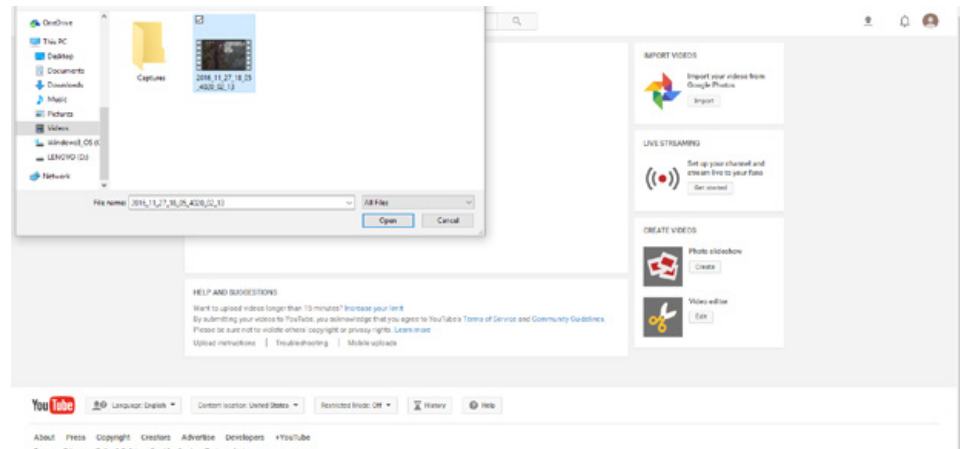 OneDrive
This PC
Desktop
Documents
Downloads
Music
Pictures
Videos
Windows8_OS (C
LENOVO (D:)
Network
Captures
2016_11_27_18_05
_4020_02_13
File name: 2016_11_27_18_05_4020_02_13
All Files
Open Cancel
IMPORT VIDEOS
Import your videos from
Google Photos
Import
LIVE STREAMING
Set up your channel and
stream live to your fans
Get started
CREATE VIDEOS
Photo slideshow
Create
Video editor
Edit
HELP AND SUGGESTIONS
Want to upload videos longer than 15 minutes? Increase your limit
By submitting your videos to YouTube, you acknowledge that you agree to YouTube's Terms of Service and Community Guidelines.
Please be sure not to violate others' copyright or privacy rights. Learn more
Upload instructions | Troubleshooting | Mobile uploads
YouTube Language: English Content location: United States Restricted Mode: Off History Help
About Press Copyright Creators Advertise Developers +YouTube